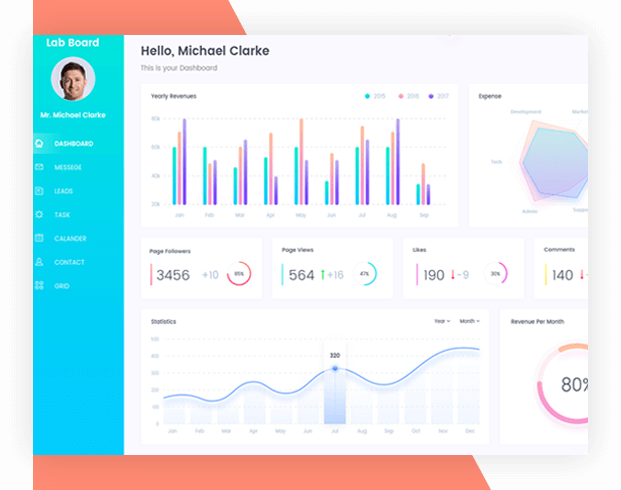 Lab Board
Mr. Michael Clarke
DASHBOARD
MESSEGE
LEADS
TASK
CALANDER
CONTACT
GRID
Hello, Michael Clarke
This is your Dashboard
Yearly Revenues
2015 2016 2017
80k
60k
40k
20k
Jan Feb Mar Apr May Jun Jul Aug Sep
Expense
Development
Market
Tech
Admin
Suppo
Page Followers
3456 +10 85%
Page Views
564 +16 47%
Likes
190 -9 30%
Comments
140
Statistics
Year Month
500
400
300
200
100
0
320
Jan Feb Mar Apr May Jun Jul Aug Sep Oct Nov Dec
Revenue Per Month
80%